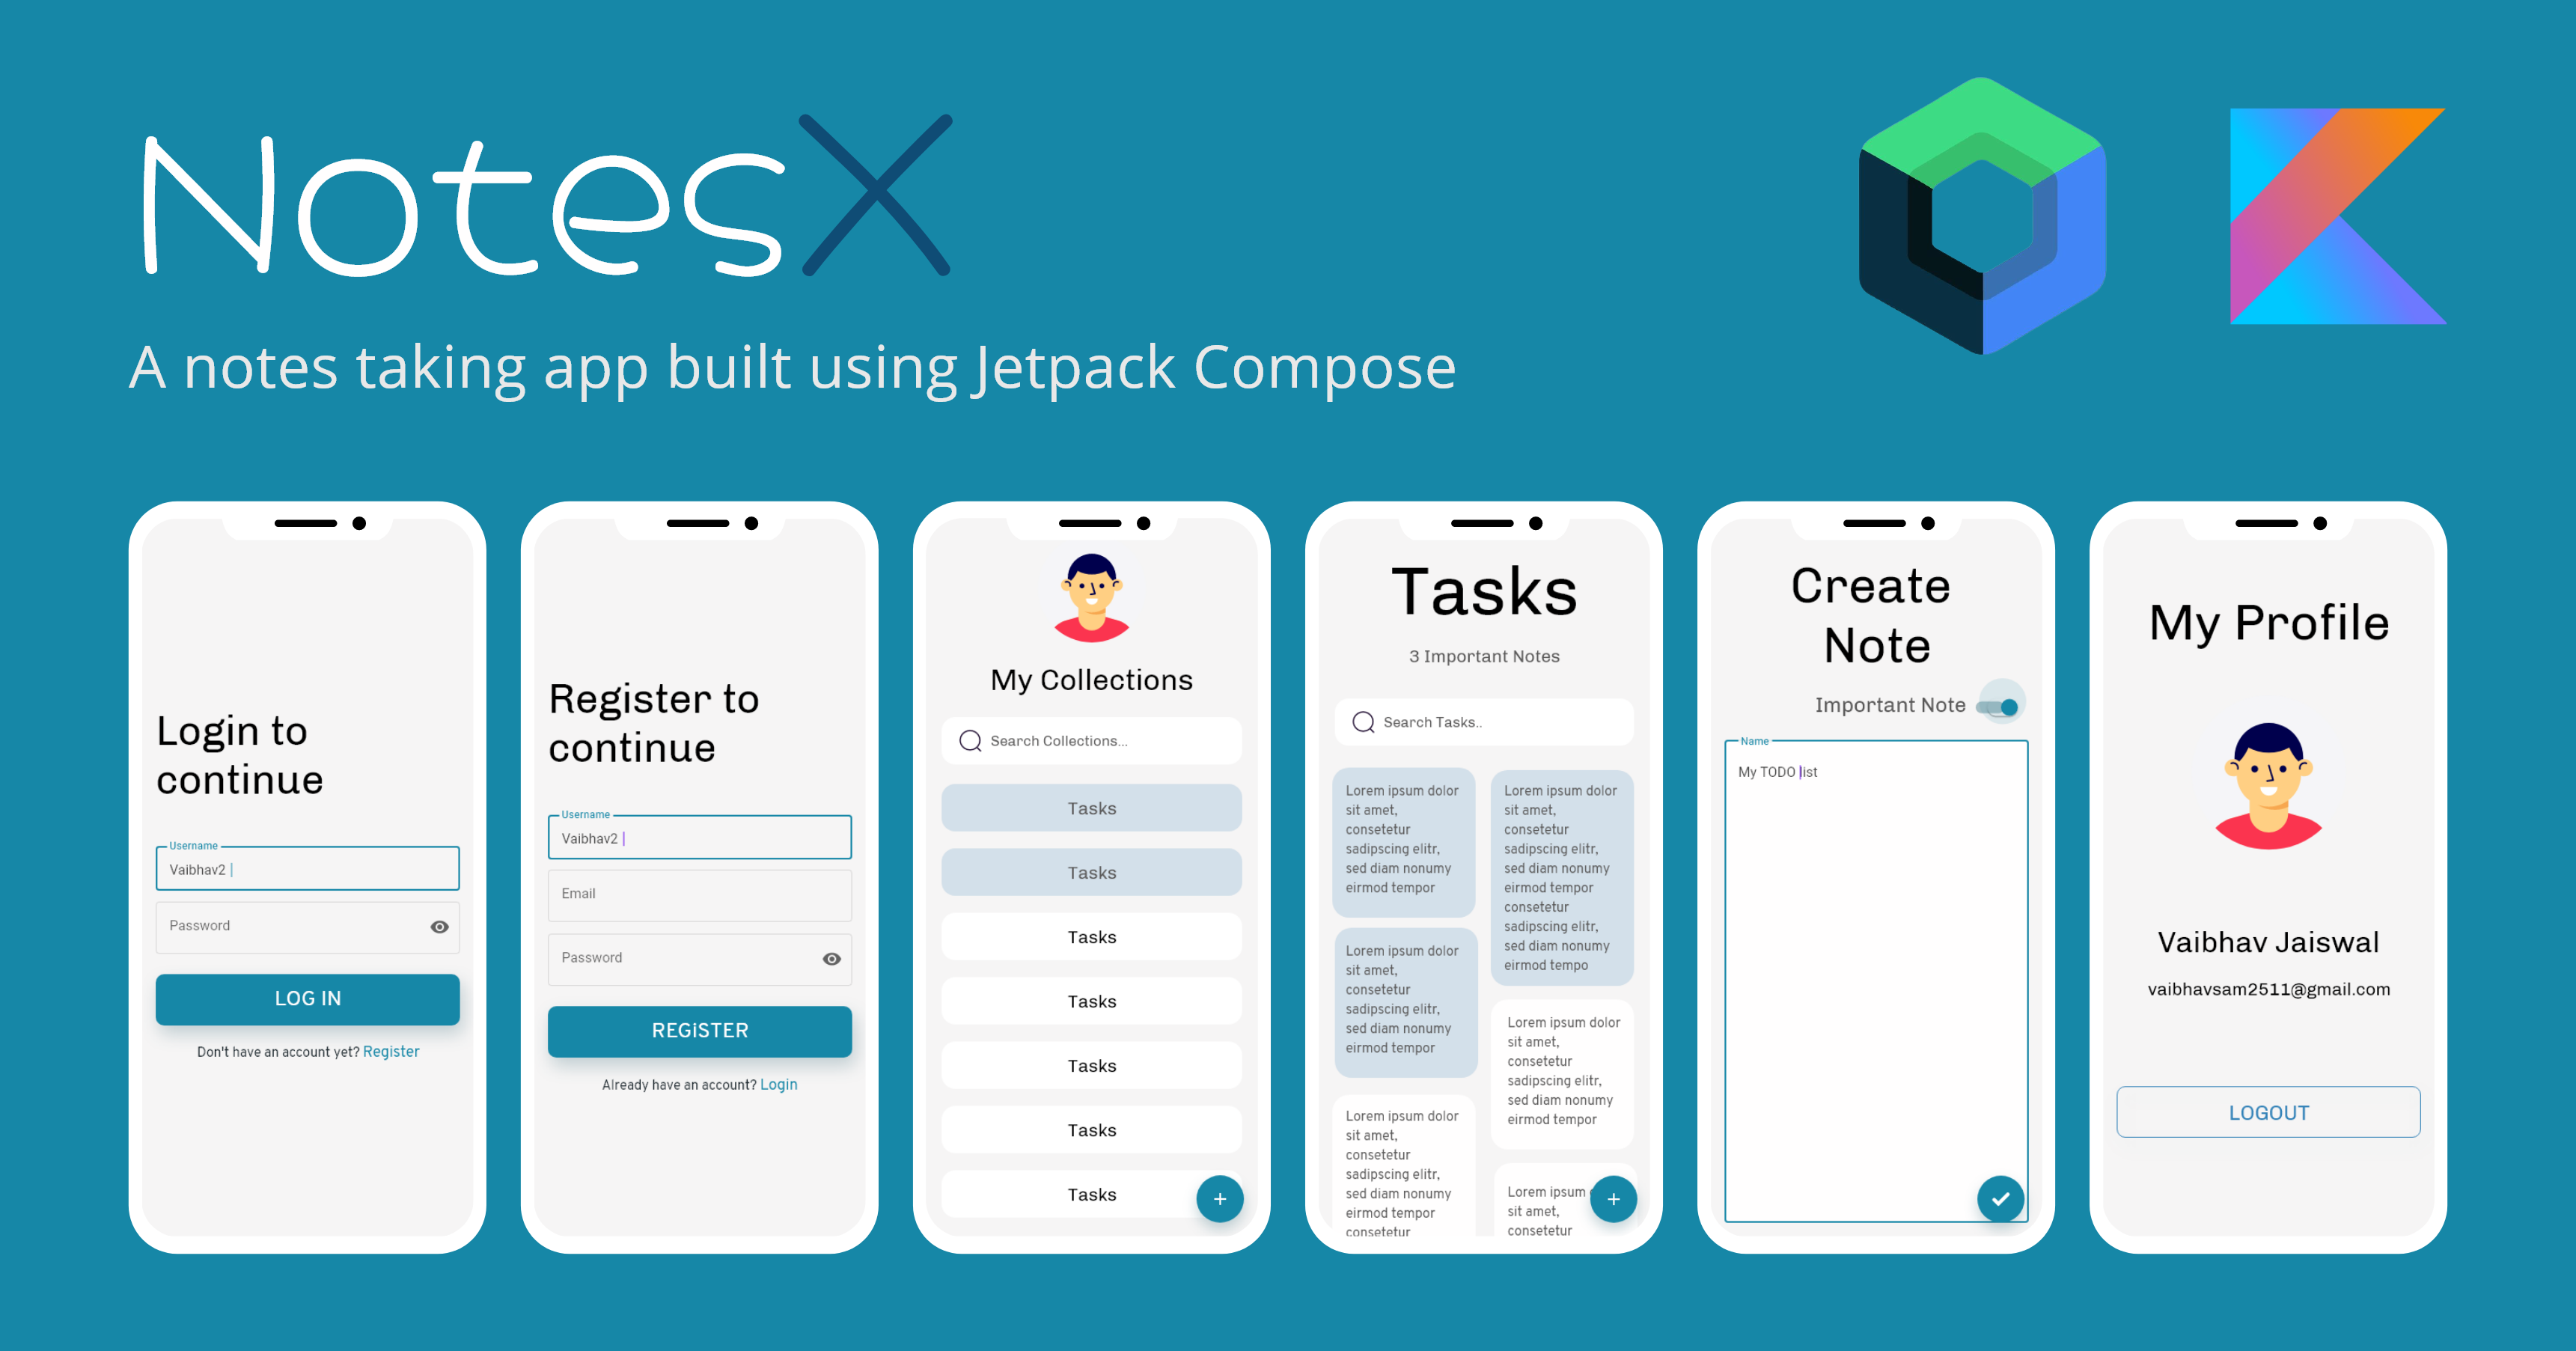 NotesX
A notes taking app built using Jetpack Compose
Login to
continue
Username
Vaibhav2
Password
LOG IN
Don't have an account yet? Register
Register to
continue
Username
Vaibhav2
Email
Password
REGiSTER
Already have an account? Login
My Collections
Search Collections...
Tasks
Tasks
Tasks
Tasks
Tasks
Tasks
Tasks
+
Tasks
3 Important Notes
Search Tasks..
Lorem ipsum dolor
sit amet,
consetetur
sadipscing elitr,
sed diam nonumy
eirmod tempor
Lorem ipsum dolor
sit amet,
consetetur
sadipscing elitr,
sed diam nonumy
eirmod tempor
consetetur
sadipscing elitr,
sed diam nonumy
eirmod tempo
Lorem ipsum dolor
sit amet,
consetetur
sadipscing elitr,
sed diam nonumy
eirmod tempor
Lorem ipsum dolor
sit amet,
consetetur
sadipscing elitr,
sed diam nonumy
eirmod tempor
Lorem ipsum dolor
sit amet,
consetetur
sadipscing elitr,
sed diam nonumy
eirmod tempor
consetetur
Lorem ipsum
sit amet,
consetetur
+
Create
Note
Important Note
Name
My TODO list
My Profile
Vaibhav Jaiswal
vaibhavsam2511@gmail.com
LOGOUT